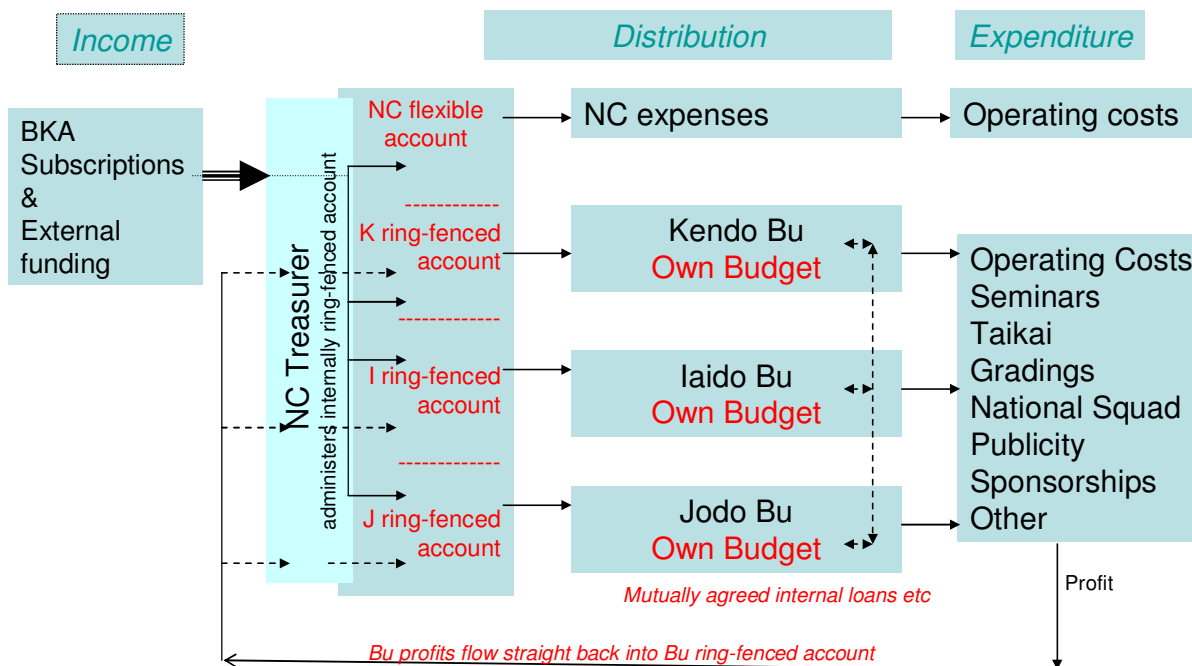 Income
Distribution
Expenditure
BKA
Subscriptions
&
External
funding
NC Treasurer
administers internally ring-fenced account
NC flexible
account
-------------
K ring-fenced
account
-------------
I ring-fenced
account
-------------
J ring-fenced
account
NC expenses
Operating costs
Kendo Bu
Own Budget
Iaido Bu
Own Budget
Jodo Bu
Own Budget
Mutually agreed internal loans etc
Operating Costs
Seminars
Taikai
Gradings
National Squad
Publicity
Sponsorships
Other
Profit
Bu profits flow straight back into Bu ring-fenced account